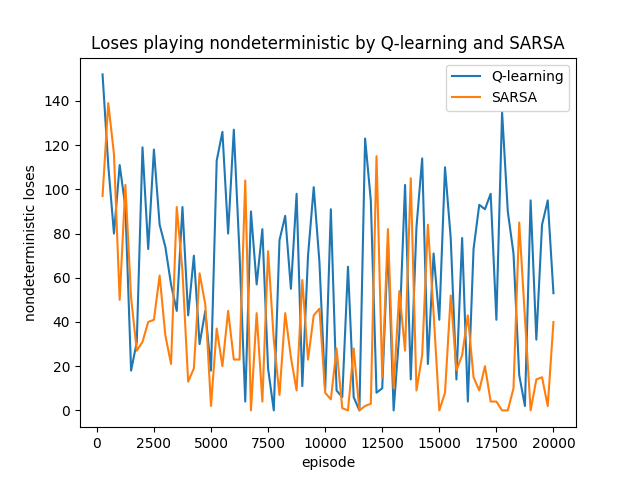 Loses playing nondeterministic by Q-learning and SARSA
Q-learning
SARSA
140
120
100
80
60
40
20
0
nondeterministic loses
0 2500 5000 7500 10000 12500 15000 17500 20000
episode